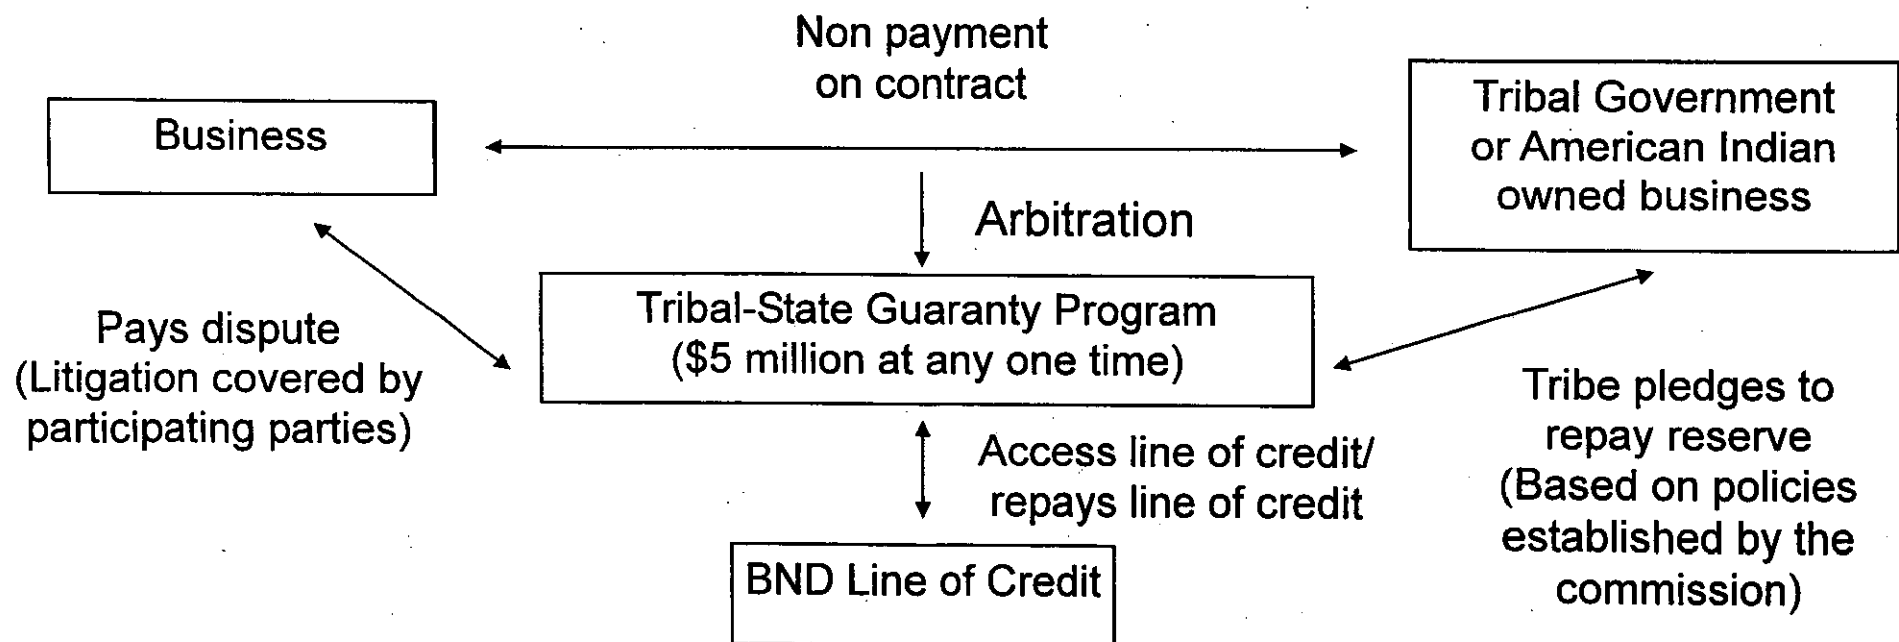 Non payment
on contract
Business
Tribal Government
or American Indian
owned business
Arbitration
Tribal-State Guaranty Program
($5 million at any one time)
Pays dispute
(Litigation covered by
participating parties)
Tribe pledges to
repay reserve
(Based on policies
established by the
commission)
Access line of credit/
repays line of credit
BND Line of Credit